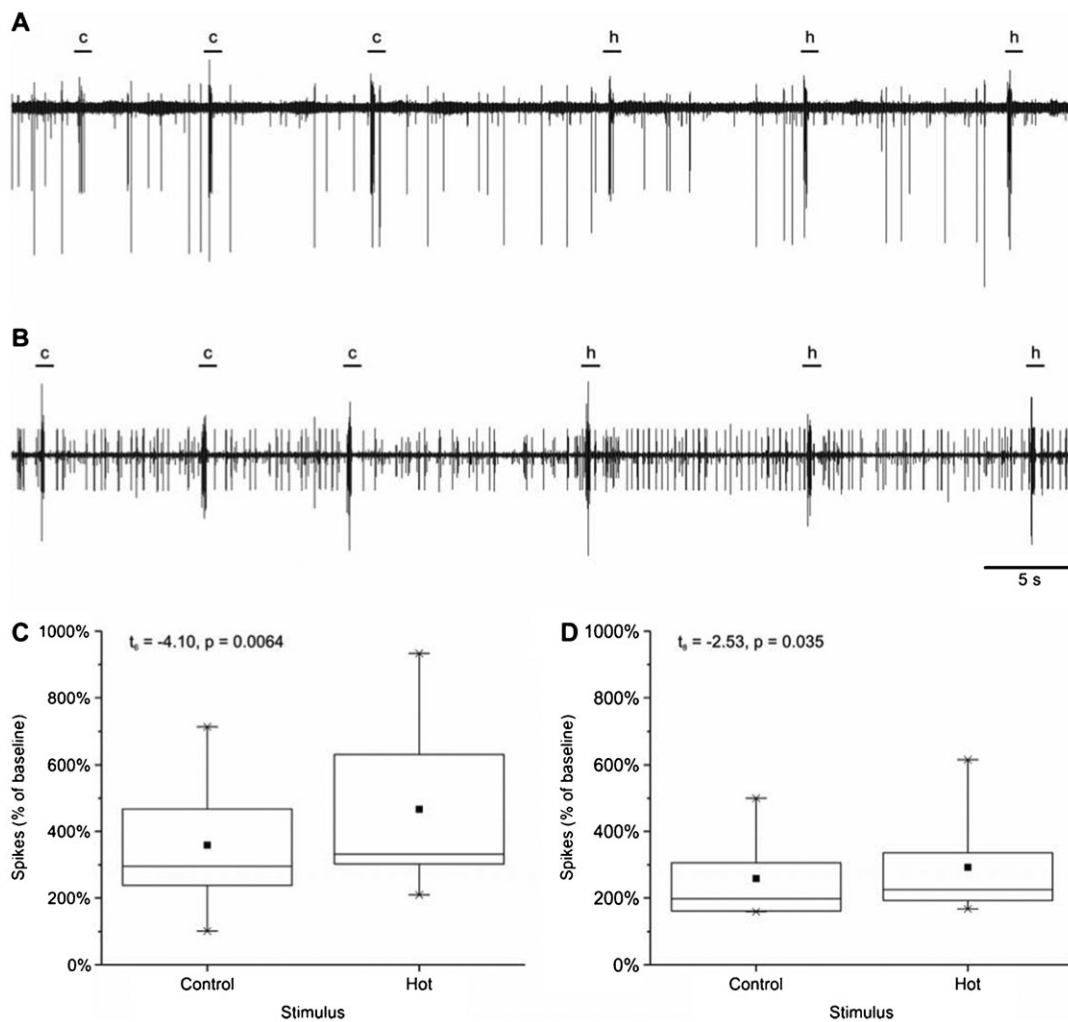 A
c c c h h h
B
c c c h h h
5 s
C
t₆ = -4.10, p = 0.0064
1000%
800%
600%
400%
200%
0%
Spikes (% of baseline)
Control Hot
Stimulus
D
t₈ = -2.53, p = 0.035
1000%
800%
600%
400%
200%
0%
Spikes (% of baseline)
Control Hot
Stimulus